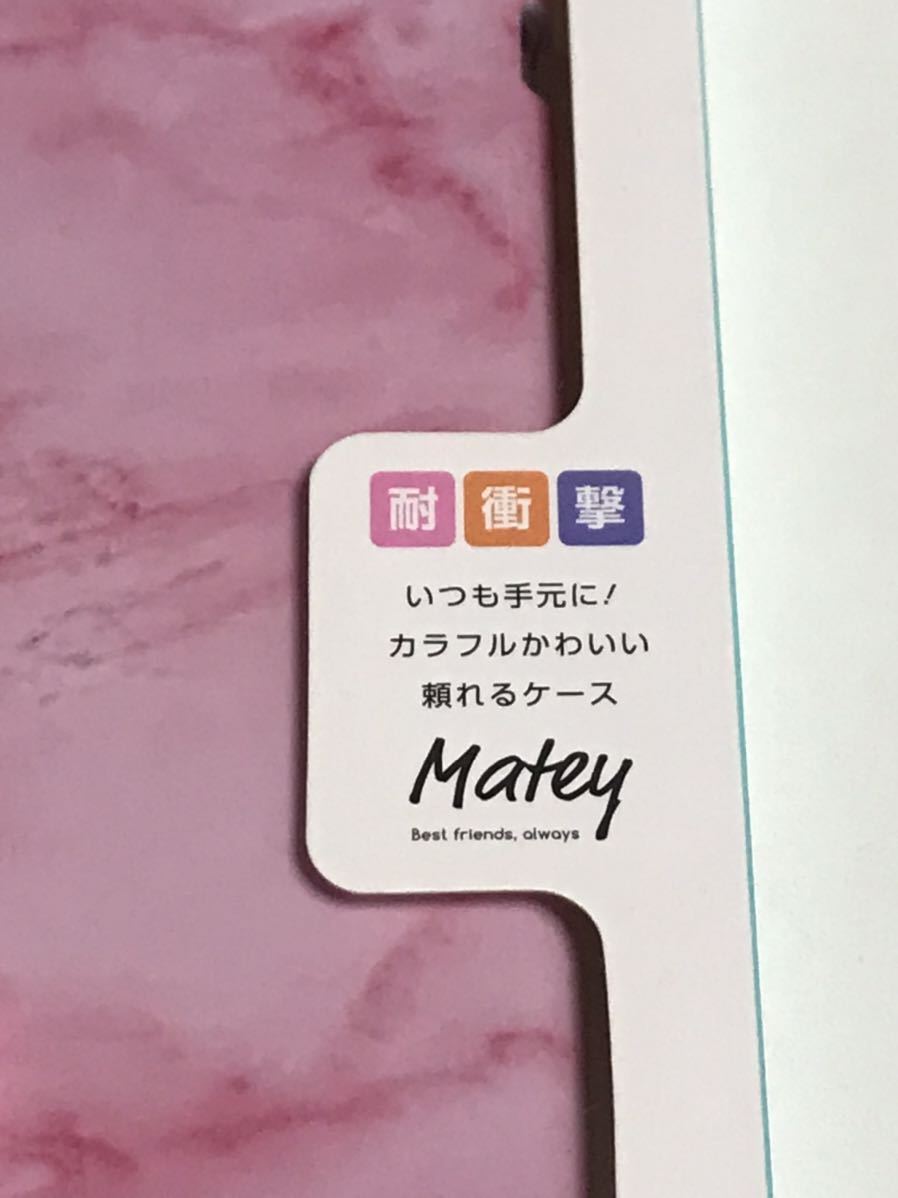 耐衝撃
いつも手元に!
カラフルかわいい
頼れるケース
Matey
Best friends, always